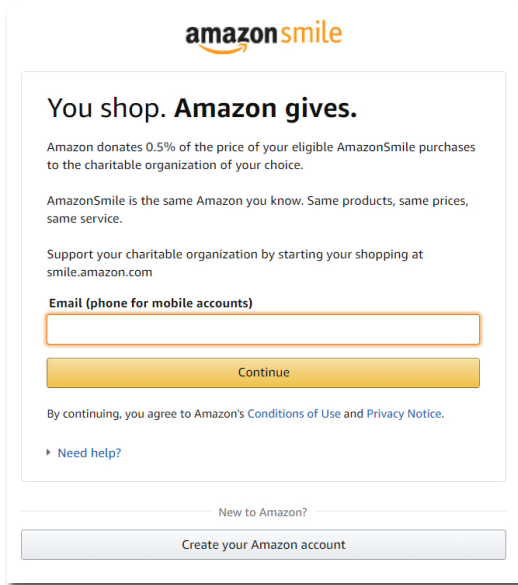 amazonsmile
You shop. Amazon gives.
Amazon donates 0.5% of the price of your eligible AmazonSmile purchases
to the charitable organization of your choice.
AmazonSmile is the same Amazon you know. Same products, same prices,
same service.
Support your charitable organization by starting your shopping at
smile.amazon.com
Email (phone for mobile accounts)
Continue
By continuing, you agree to Amazon's Conditions of Use and Privacy Notice.
Need help?
New to Amazon?
Create your Amazon account